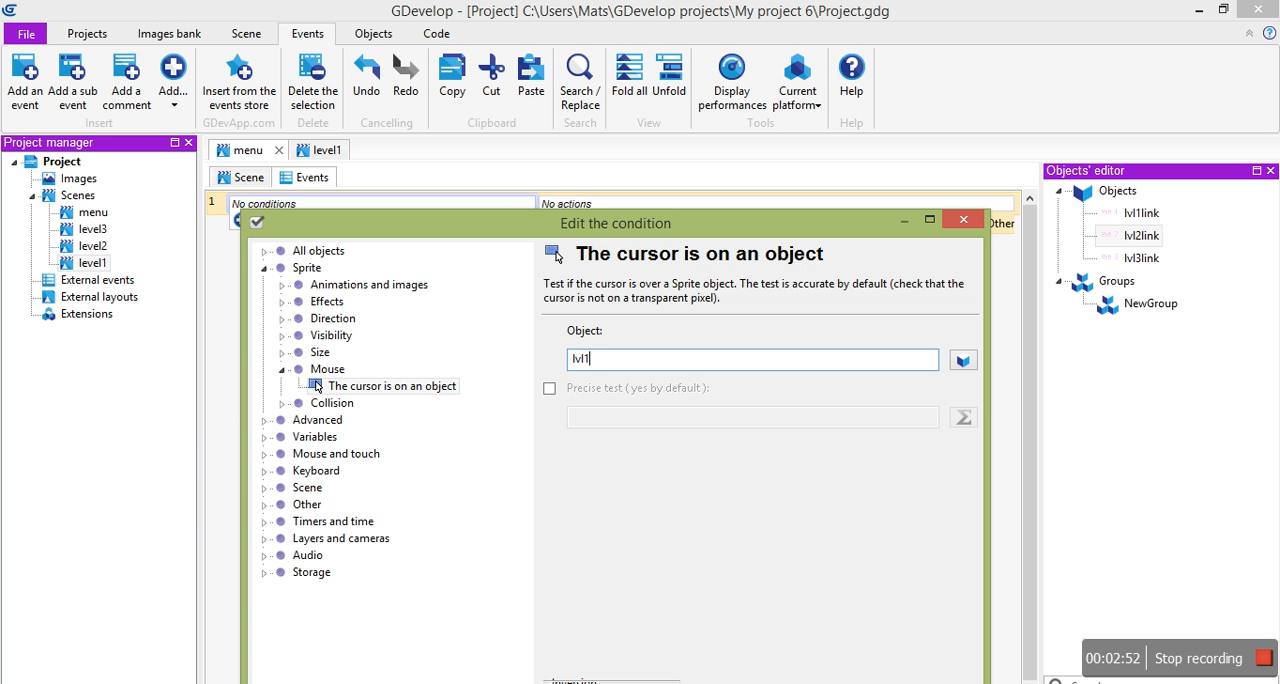 GDevelop - [Project] C:\Users\Mats\GDevelop projects\My project 6\Project.gdg
File Projects Images bank Scene Events Objects Code
Add an event
Add a sub event
Add a comment
Add...
Insert from the events store
Delete the selection
Undo
Redo
Copy
Cut
Paste
Search / Replace
Fold all
Unfold
Display performances
Current platform
Help
Insert GDevApp.com Delete Cancelling Clipboard Search View Tools Help
Project manager
Project
Images
Scenes
menu
level3
level2
level1
External events
External layouts
Extensions
menu level1
Scene Events
1 No conditions No actions
Other
Edit the condition
All objects
Sprite
Animations and images
Effects
Direction
Visibility
Size
Mouse
The cursor is on an object
Collision
Advanced
Variables
Mouse and touch
Keyboard
Scene
Other
Timers and time
Layers and cameras
Audio
Storage
The cursor is on an object
Test if the cursor is over a Sprite object. The test is accurate by default (check that the
cursor is not on a transparent pixel).
Object:
lvl1
Precise test ( yes by default ):
Σ
Objects' editor
Objects
lvl1link
lvl2link
lvl3link
Groups
NewGroup
00:02:52 Stop recording